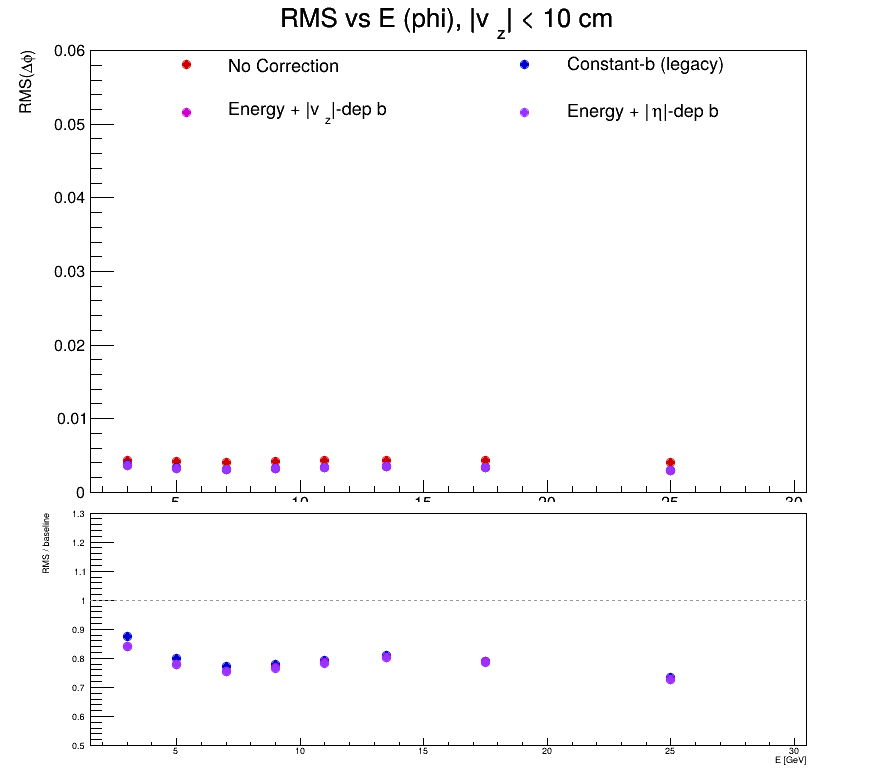 RMS vs E (phi), |v z| < 10 cm
RMS(Δϕ)
0.06
0.05
0.04
0.03
0.02
0.01
0
No Correction
Constant-b (legacy)
Energy + |v z|-dep b
Energy + |η|-dep b
5 10 15 20 25 30
RMS / baseline
1.3
1.2
1.1
1
0.9
0.8
0.7
0.6
0.5
5 10 15 20 25 30
E [GeV]